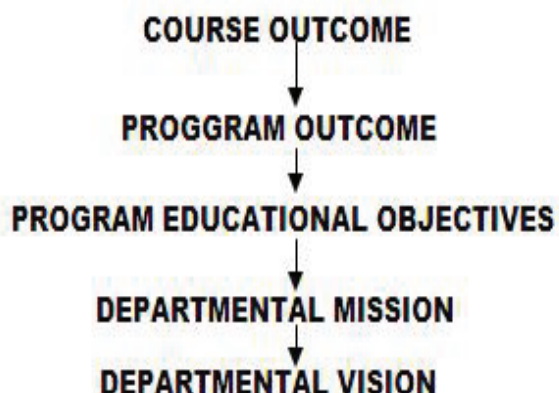 COURSE OUTCOME
PROGGRAM OUTCOME
PROGRAM EDUCATIONAL OBJECTIVES
DEPARTMENTAL MISSION
DEPARTMENTAL VISION